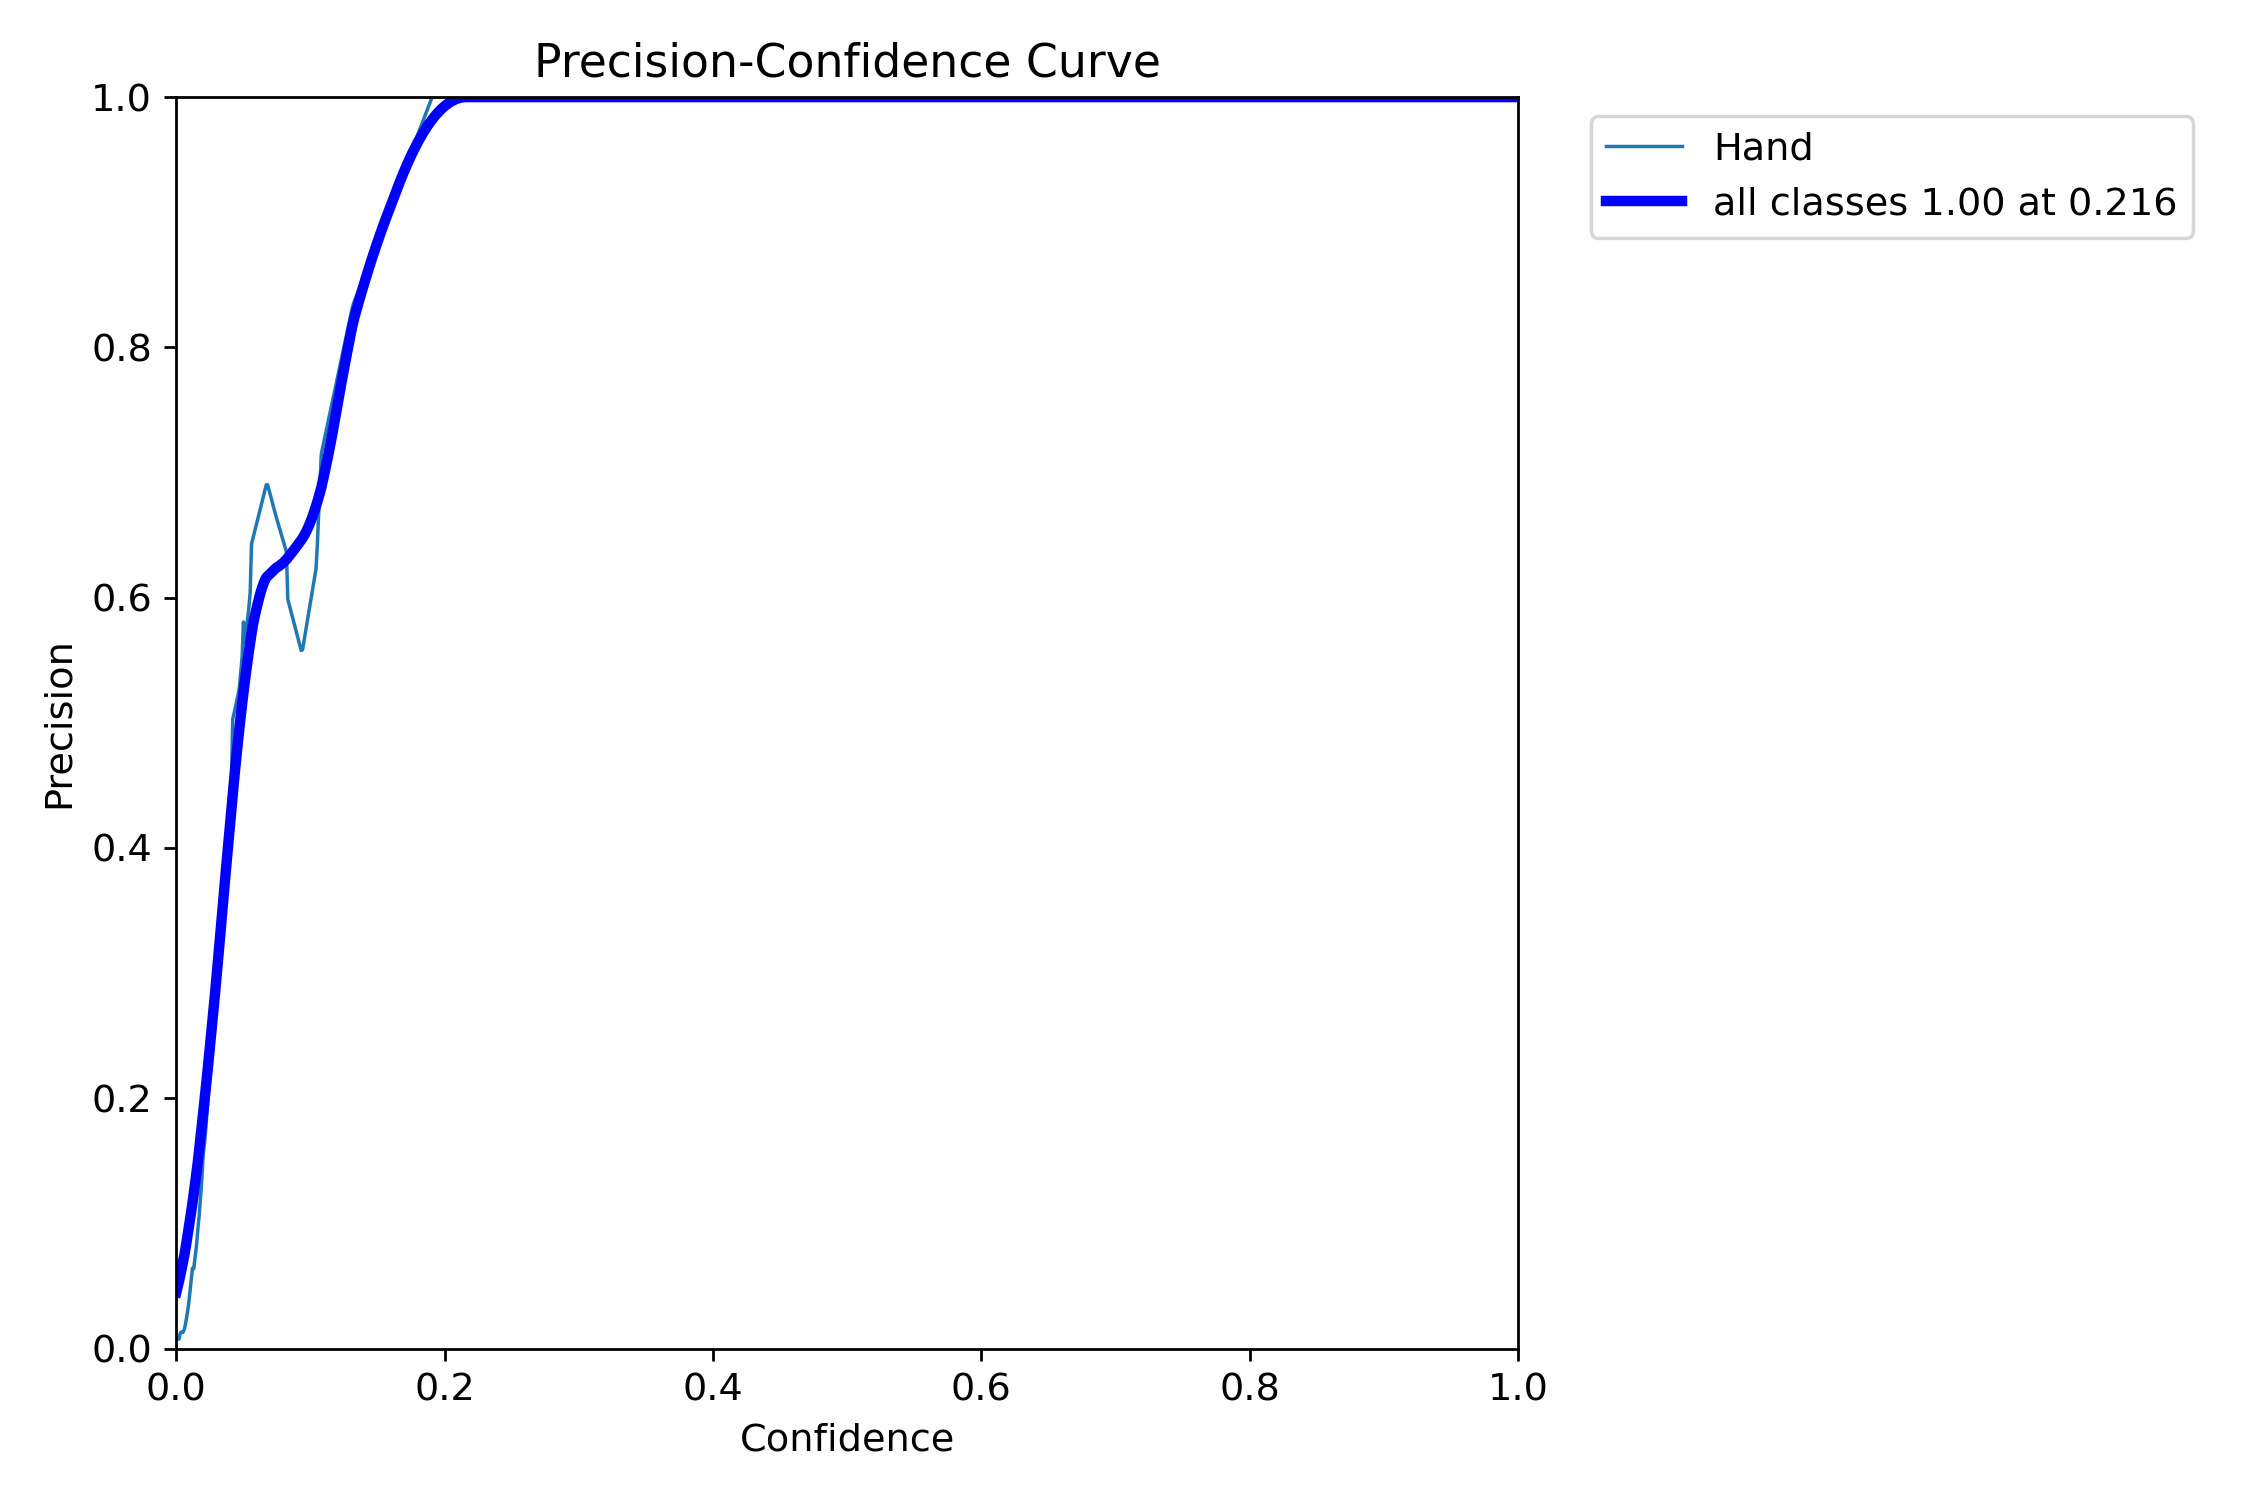 Precision-Confidence Curve
1.0
0.8
0.6
0.4
0.2
0.0
Precision
0.0 0.2 0.4 0.6 0.8 1.0
Confidence
Hand
all classes 1.00 at 0.216